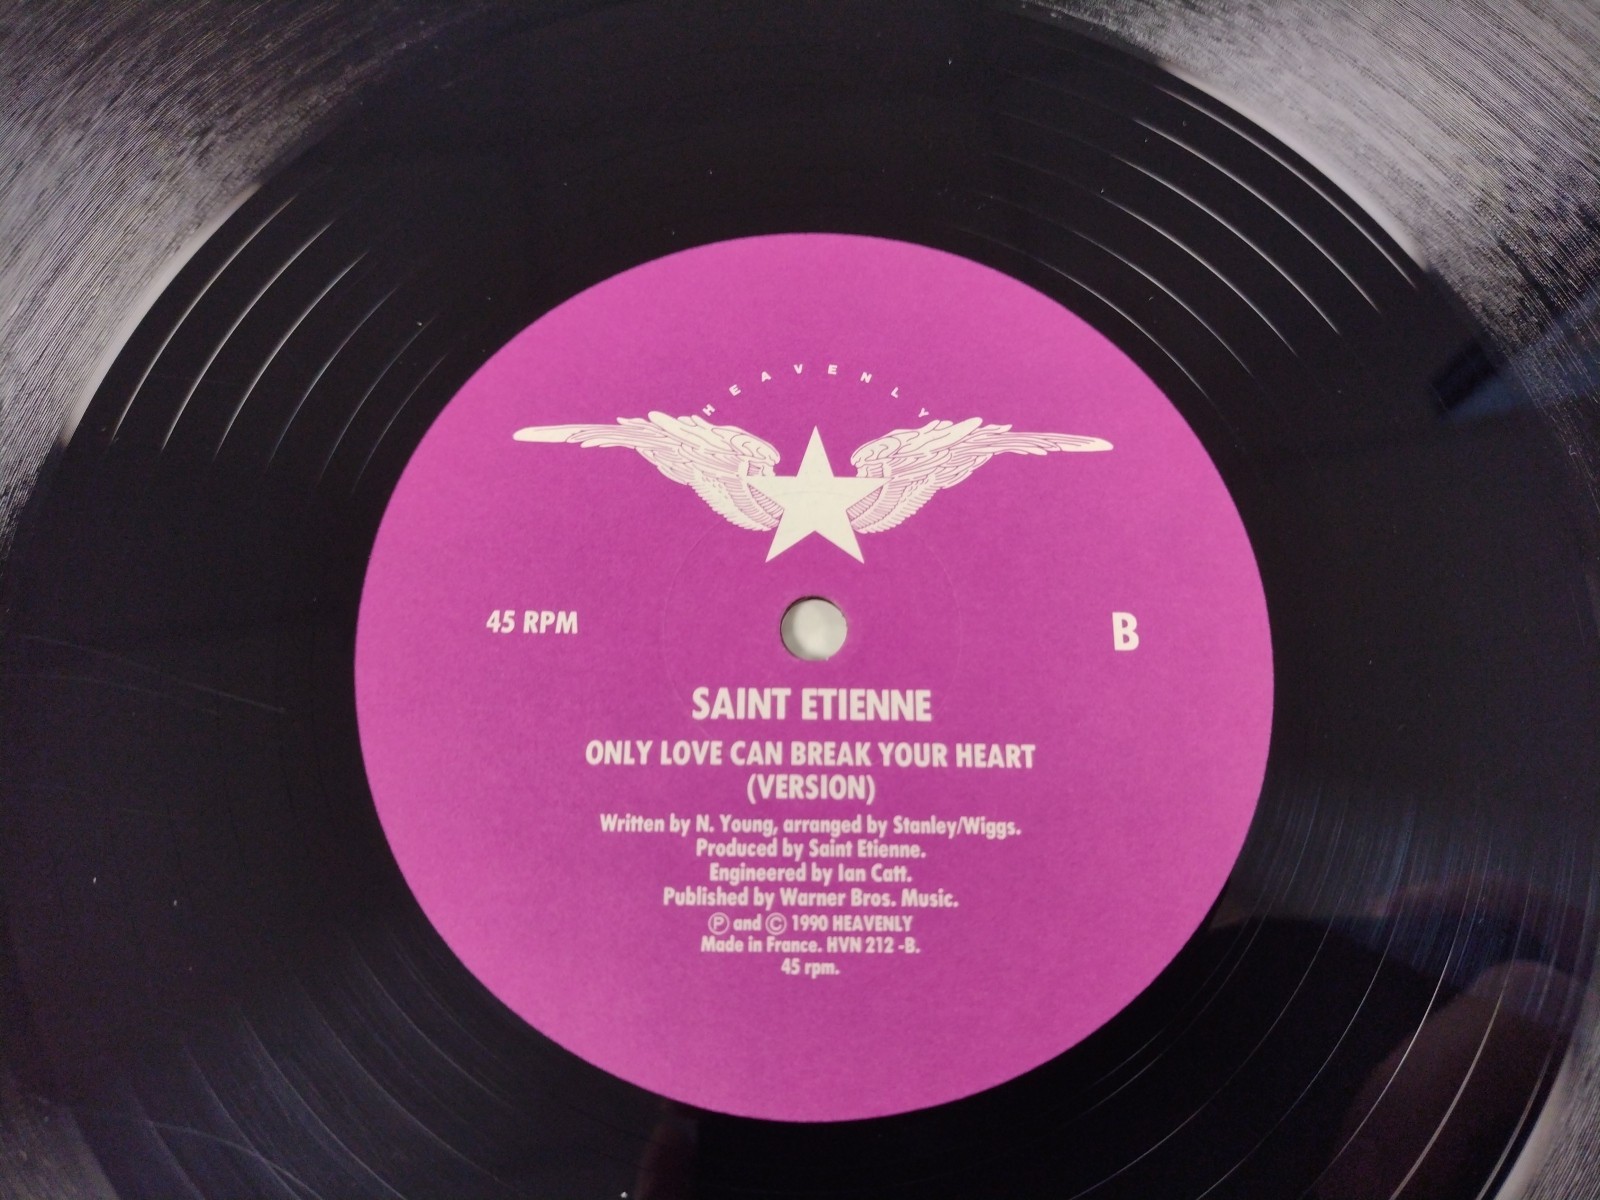 HEAVENLY
45 RPM
B
SAINT ETIENNE
ONLY LOVE CAN BREAK YOUR HEART
(VERSION)
Written by N. Young, arranged by Stanley/Wiggs.
Produced by Saint Etienne.
Engineered by Ian Catt.
Published by Warner Bros. Music.
Ⓟ and © 1990 HEAVENLY
Made in France. HVN 212 -B.
45 rpm.